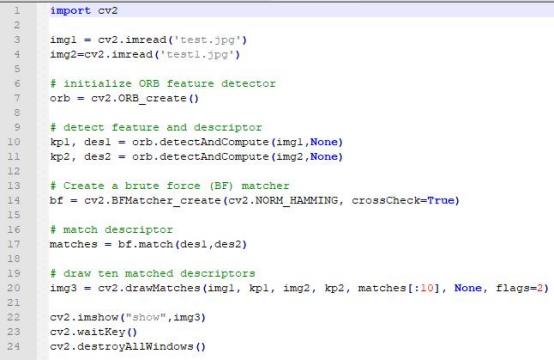 1 import cv2
2
3 img1 = cv2.imread('test.jpg')
4 img2=cv2.imread('test1.jpg')
5
6 # initialize ORB feature detector
7 orb = cv2.ORB_create()
8
9 # detect feature and descriptor
10 kp1, des1 = orb.detectAndCompute(img1,None)
11 kp2, des2 = orb.detectAndCompute(img2,None)
12
13 # Create a brute force (BF) matcher
14 bf = cv2.BFMatcher_create(cv2.NORM_HAMMING, crossCheck=True)
15
16 # match descriptor
17 matches = bf.match(des1,des2)
18
19 # draw ten matched descriptors
20 img3 = cv2.drawMatches(img1, kp1, img2, kp2, matches[:10], None, flags=2)
21
22 cv2.imshow("show",img3)
23 cv2.waitKey()
24 cv2.destroyAllWindows()